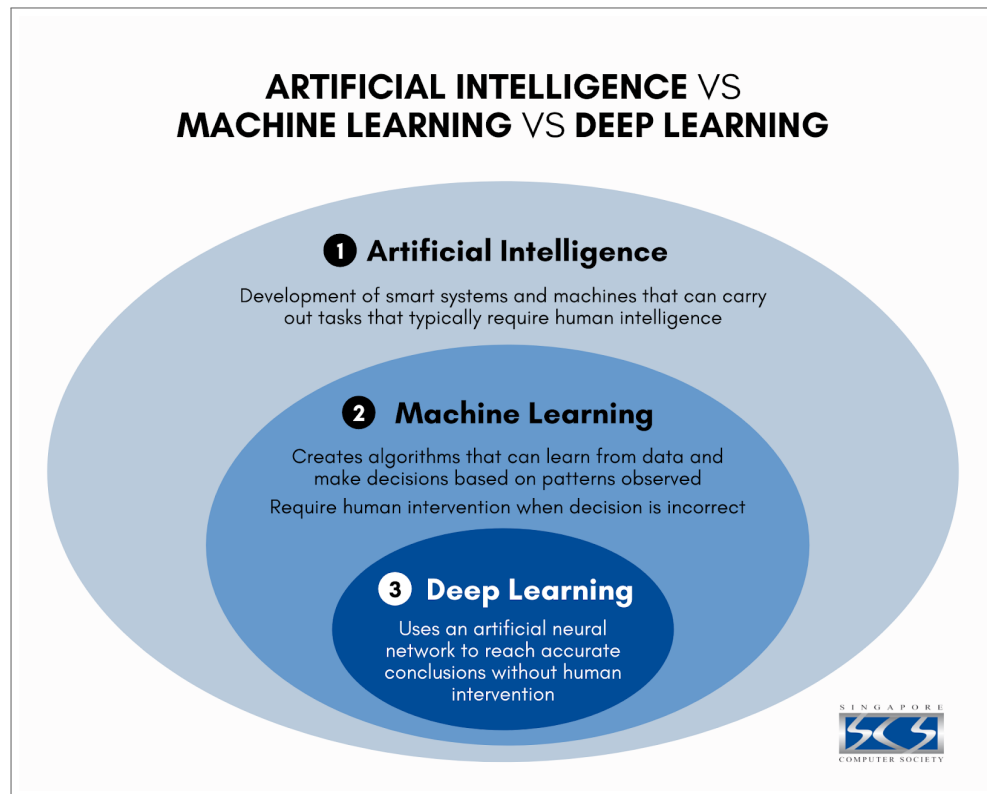 ARTIFICIAL INTELLIGENCE VS
MACHINE LEARNING VS DEEP LEARNING
1 Artificial Intelligence
Development of smart systems and machines that can carry
out tasks that typically require human intelligence
2 Machine Learning
Creates algorithms that can learn from data and
make decisions based on patterns observed
Require human intervention when decision is incorrect
3 Deep Learning
Uses an artificial neural
network to reach accurate
conclusions without human
intervention
SINGAPORE
SCS
COMPUTER SOCIETY